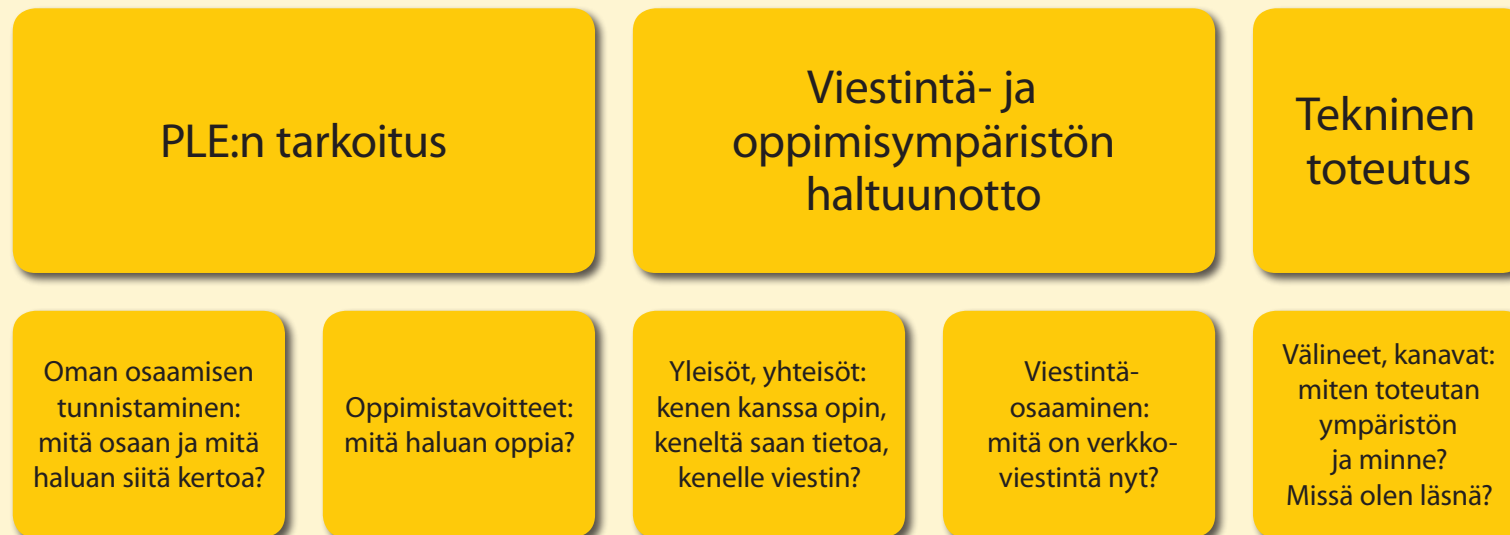 PLE:n tarkoitus
Viestintä- ja
oppimisympäristön
haltuunotto
Tekninen
toteutus
Oman osaamisen
tunnistaminen:
mitä osaan ja mitä
haluan siitä kertoa?
Oppimistavoitteet:
mitä haluan oppia?
Yleisöt, yhteisöt:
kenen kanssa opin,
keneltä saan tietoa,
kenelle viestin?
Viestintä-
osaaminen:
mitä on verkko-
viestintä nyt?
Välineet, kanavat:
miten toteutan
ympäristön
ja minne?
Missä olen läsnä?